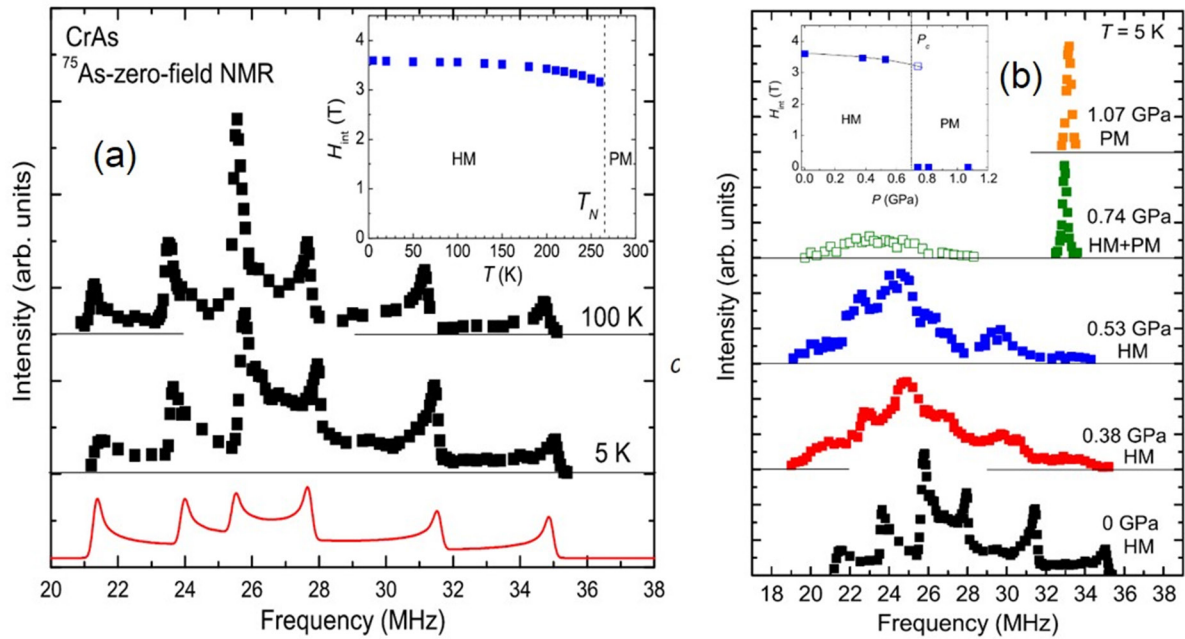 CrAs
75As-zero-field NMR
(a)
Hint (T)
4
3
2
1
0
HM
PM
TN
0 50 100 150 200 250 300
T (K)
100 K
5 K
Intensity (arb. units)
20 22 24 26 28 30 32 34 36 38
Frequency (MHz)
c
(b)
T = 5 K
Pc
Hint (T)
4
3
2
1
0
HM
PM
0.0 0.2 0.4 0.6 0.8 1.0 1.2
P (GPa)
1.07 GPa
PM
0.74 GPa
HM+PM
0.53 GPa
HM
0.38 GPa
HM
0 GPa
HM
Intensity (arb. units)
18 20 22 24 26 28 30 32 34 36
Frequency (MHz)